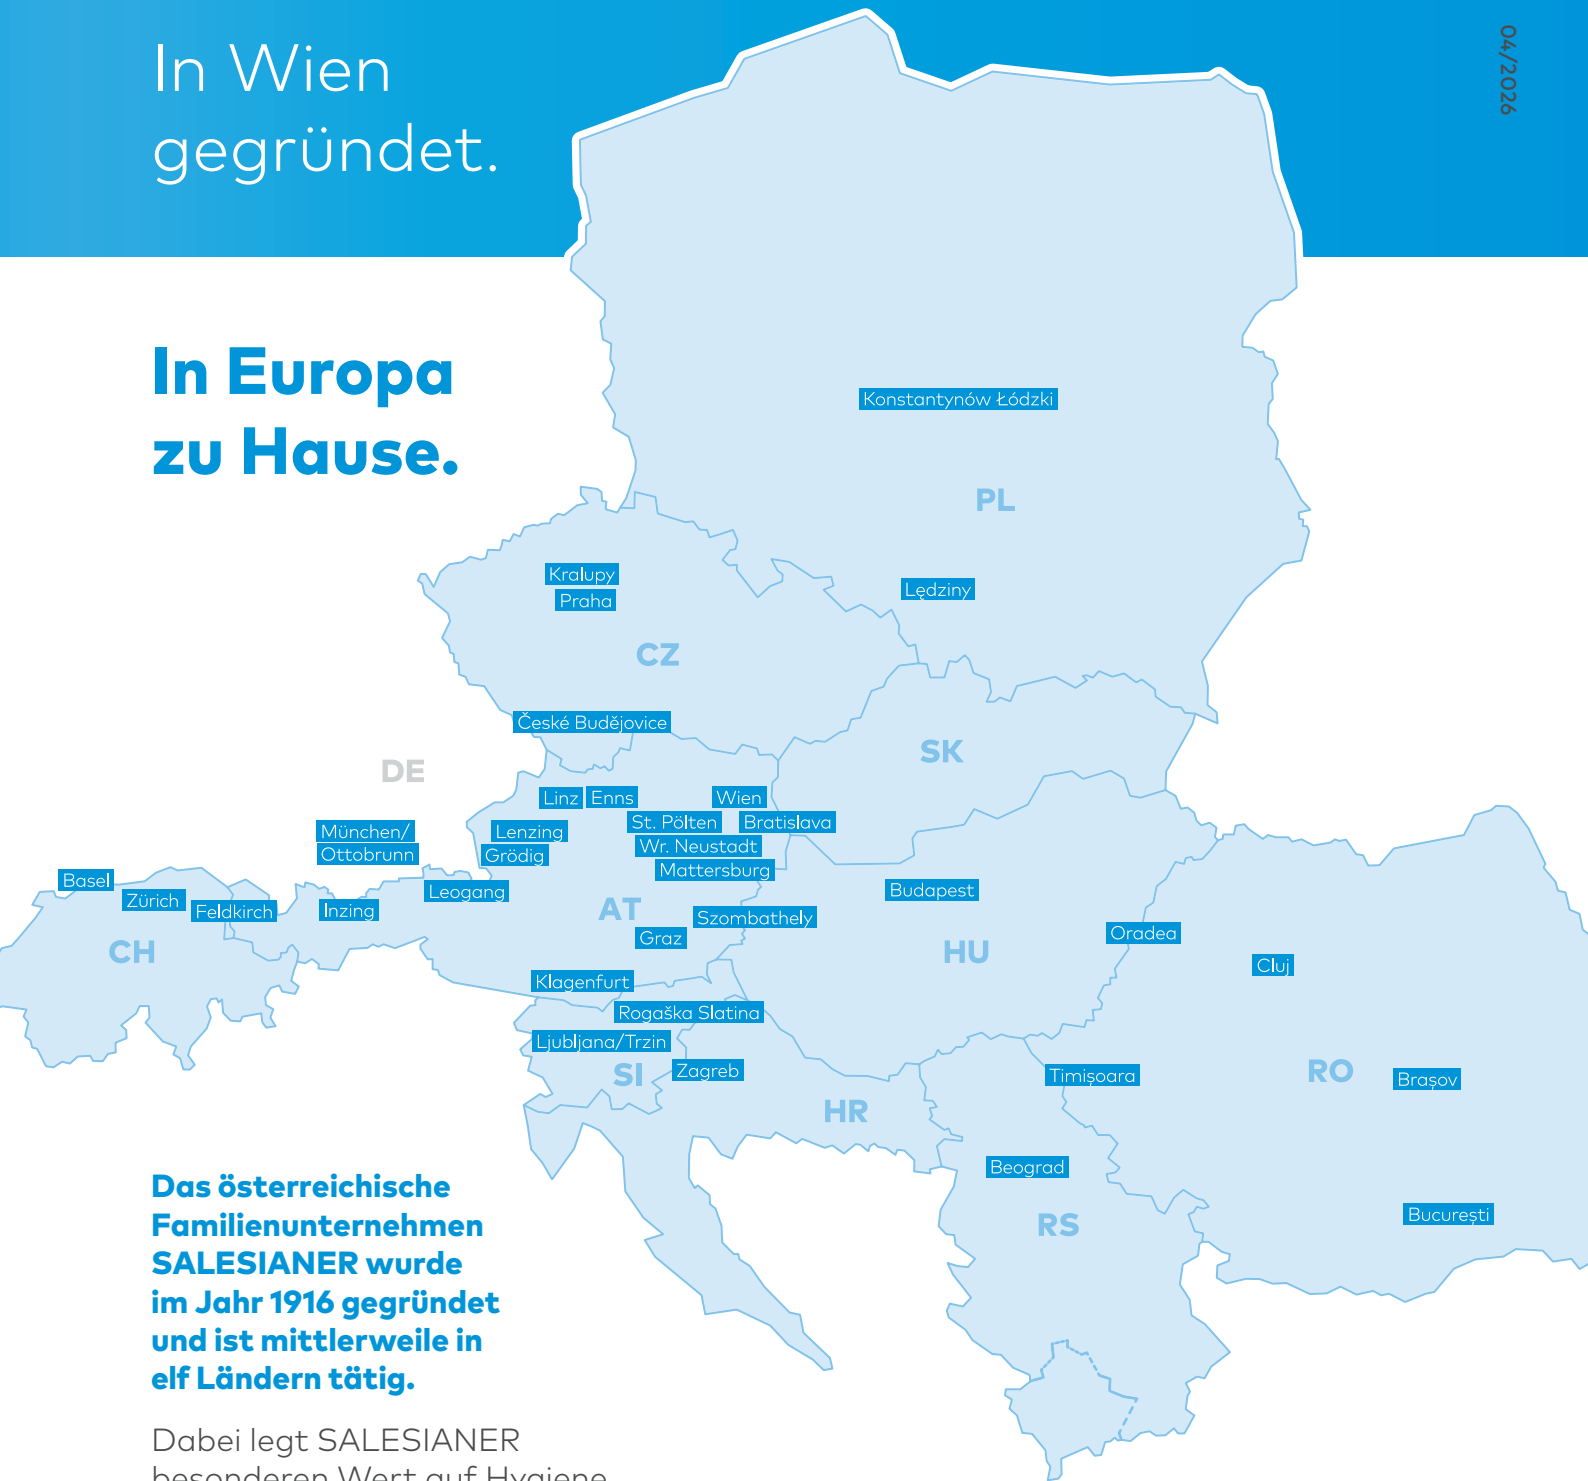 In Wien
gegründet.
04/2026
In Europa
zu Hause.
Konstantynów Łódzki
PL
Kralupy
Praha
Lędziny
CZ
České Budějovice
SK
DE
Linz
Enns
Wien
München/
Ottobrunn
Lenzing
St. Pölten
Bratislava
Grödig
Wr. Neustadt
Mattersburg
Basel
Zürich
Feldkirch
Inzing
Leogang
Budapest
AT
Szombathely
Graz
CH
HU
Oradea
Cluj
Klagenfurt
Rogaška Slatina
Ljubljana/Trzin
SI
Zagreb
HR
Timișoara
RO
Brașov
Beograd
RS
București
Das österreichische
Familienunternehmen
SALESIANER wurde
im Jahr 1916 gegründet
und ist mittlerweile in
elf Ländern tätig.
Dabei legt SALESIANER
besonderen Wert auf Hygiene